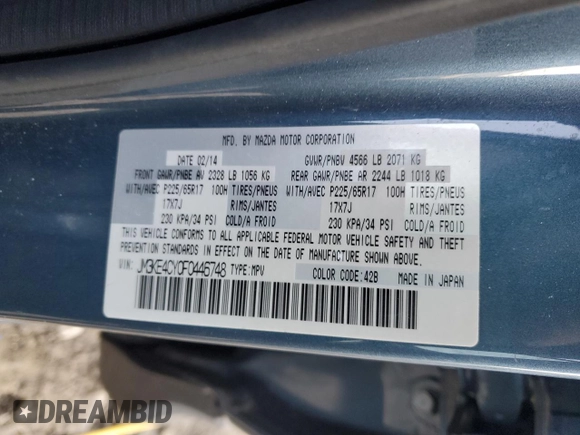 MFD. BY MAZDA MOTOR CORPORATION
DATE 02/14 GVWR/PNBV 4566 LB 2071 KG
FRONT GAWR/PNBE AV 2328 LB 1056 KG REAR GAWR/PNBE AR 2244 LB 1018 KG
WITH/AVEC P225/65R17 100H TIRES/PNEUS WITH/AVEC P225/65R17 100H TIRES/PNEUS
17X7J RIMS/JANTES 17X7J RIMS/JANTES
230 KPA/34 PSI COLD/A FROID 230 KPA/34 PSI COLD/A FROID
THIS VEHICLE CONFORMS TO ALL APPLICABLE FEDERAL MOTOR VEHICLE SAFETY AND THEFT
PREVENTION STANDARDS IN EFFECT ON THE DATE OF MANUFACTURE SHOWN ABOVE.
VIN: JM3KE4CY0F0446748 TYPE: MPV
COLOR CODE: 42B MADE IN JAPAN
DREAMBID